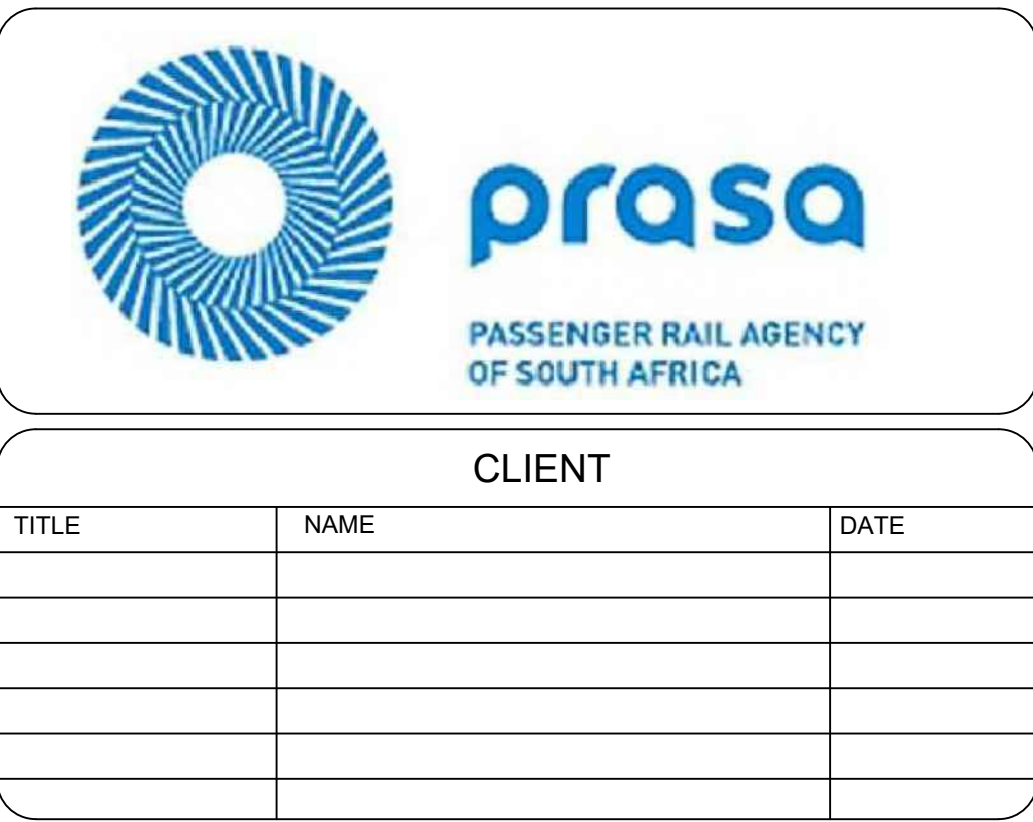 prasa
PASSENGER RAIL AGENCY
OF SOUTH AFRICA
CLIENT
TITLE NAME DATE